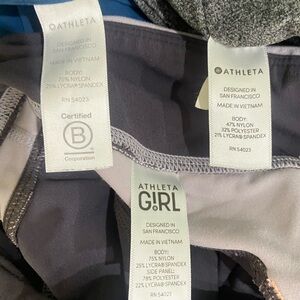 ATHLETA
DESIGNED IN
SAN FRANCISCO
MADE IN VIETNAM
BODY:
75% NYLON
25% LYCRA® SPANDEX
RN 54023
Certified
B
Corporation
ATHLETA
DESIGNED IN
SAN FRANCISCO
MADE IN VIETNAM
BODY:
47% NYLON
32% POLYESTER
21% LYCRA® SPANDEX
RN 54023
ATHLETA
G!RL
DESIGNED IN
SAN FRANCISCO
MADE IN VIETNAM
BODY:
75% NYLON
25% LYCRA® SPANDEX
SIDE PANEL:
78% POLYESTER
22% LYCRA® SPANDEX
RN 54023